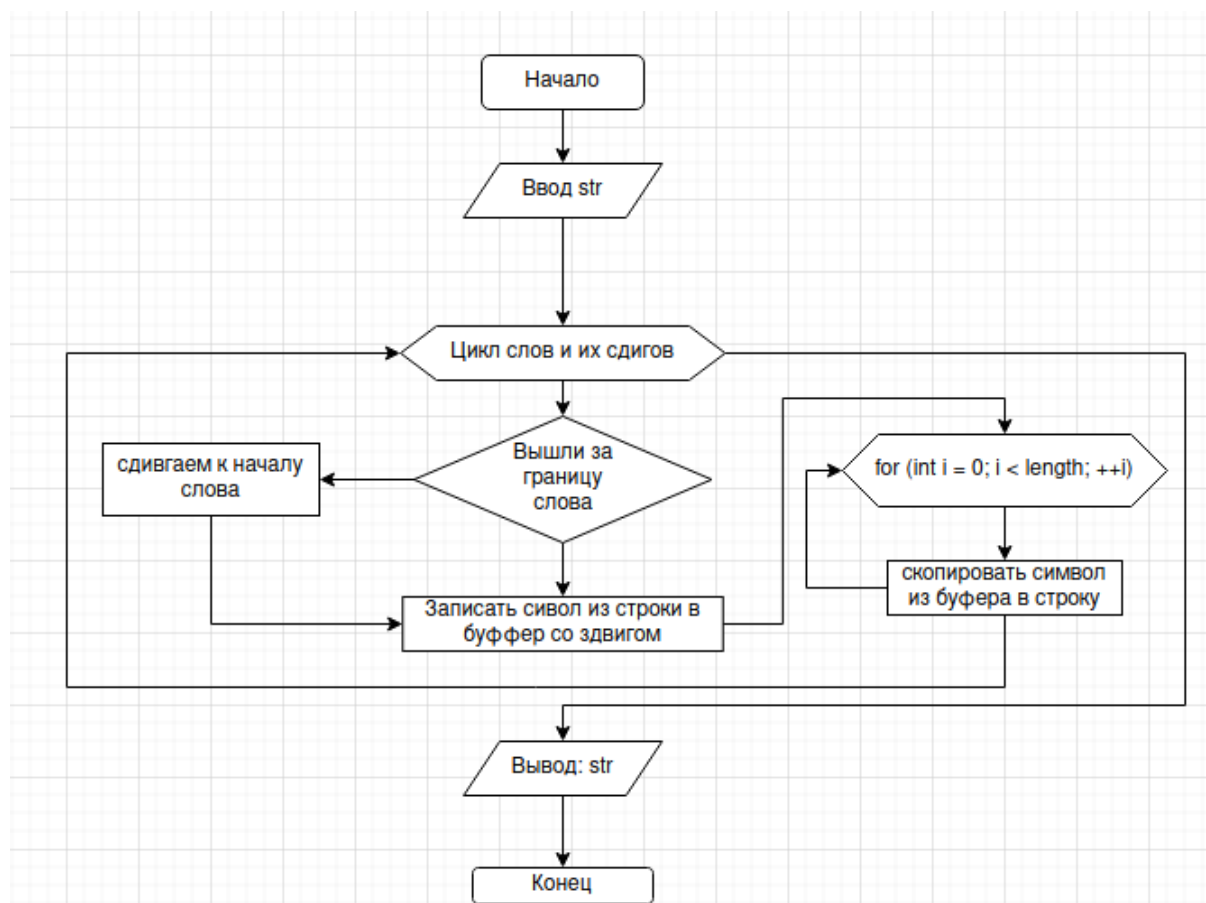 Начало
Ввод str
Цикл слов и их сдигов
Вышли за
границу
слова
сдивгаем к началу
слова
Записать сивол из строки в
буффер со здвигом
for (int i = 0; i < length; ++i)
скопировать символ
из буфера в строку
Вывод: str
Конец